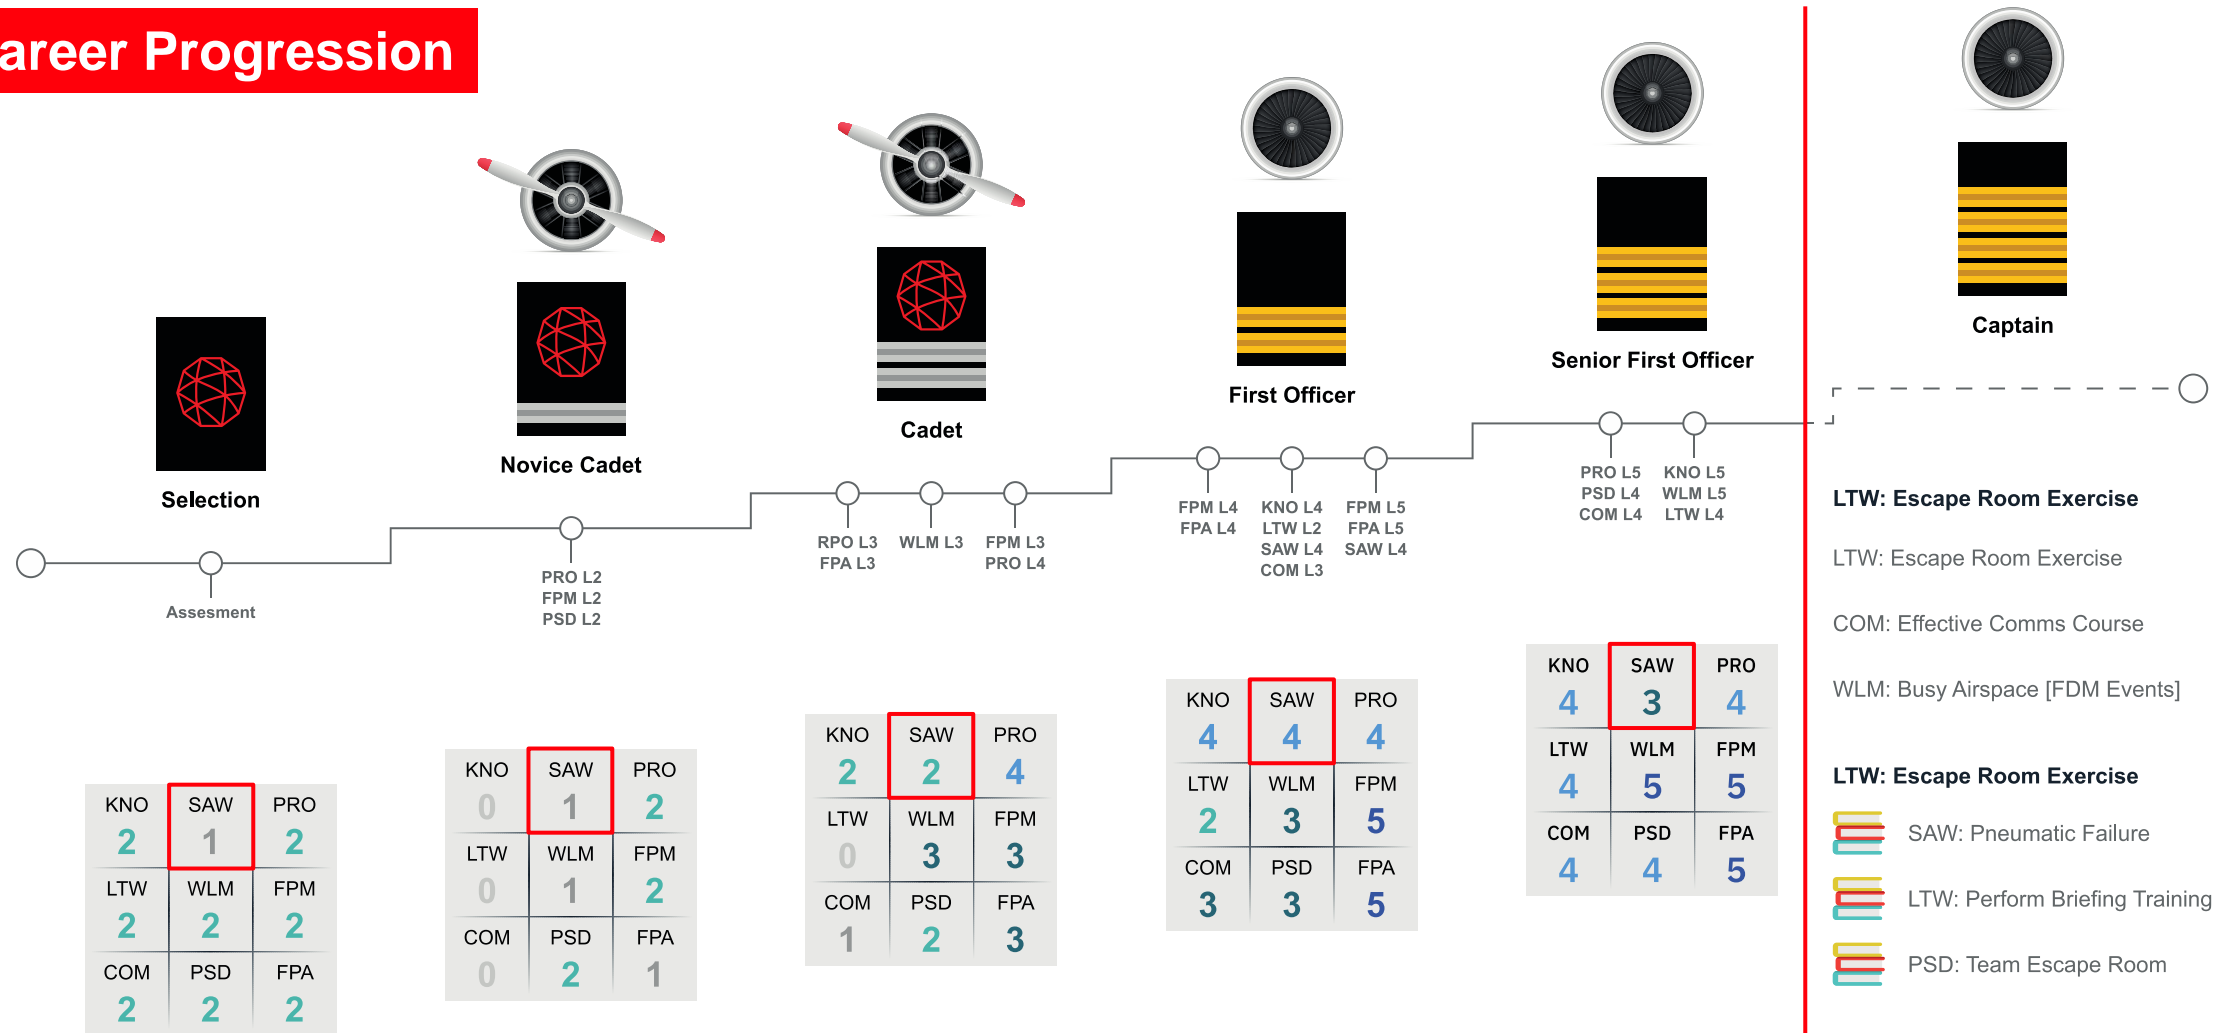 areer Progression
Selection
Assesment
KNO SAW PRO
2 1 2
LTW WLM FPM
2 2 2
COM PSD FPA
2 2 2
Novice Cadet
PRO L2
FPM L2
PSD L2
KNO SAW PRO
0 1 2
LTW WLM FPM
0 1 2
COM PSD FPA
0 2 1
Cadet
RPO L3
FPA L3
WLM L3
FPM L3
PRO L4
KNO SAW PRO
2 2 4
LTW WLM FPM
0 3 3
COM PSD FPA
1 2 3
First Officer
FPM L4
FPA L4
KNO L4
LTW L2
SAW L4
COM L3
FPM L5
FPA L5
SAW L4
KNO SAW PRO
4 4 4
LTW WLM FPM
2 3 5
COM PSD FPA
3 3 5
Senior First Officer
PRO L5
PSD L4
COM L4
KNO L5
WLM L5
LTW L4
KNO SAW PRO
4 3 4
LTW WLM FPM
4 5 5
COM PSD FPA
4 4 5
Captain
LTW: Escape Room Exercise
LTW: Escape Room Exercise
COM: Effective Comms Course
WLM: Busy Airspace [FDM Events]
LTW: Escape Room Exercise
SAW: Pneumatic Failure
LTW: Perform Briefing Training
PSD: Team Escape Room